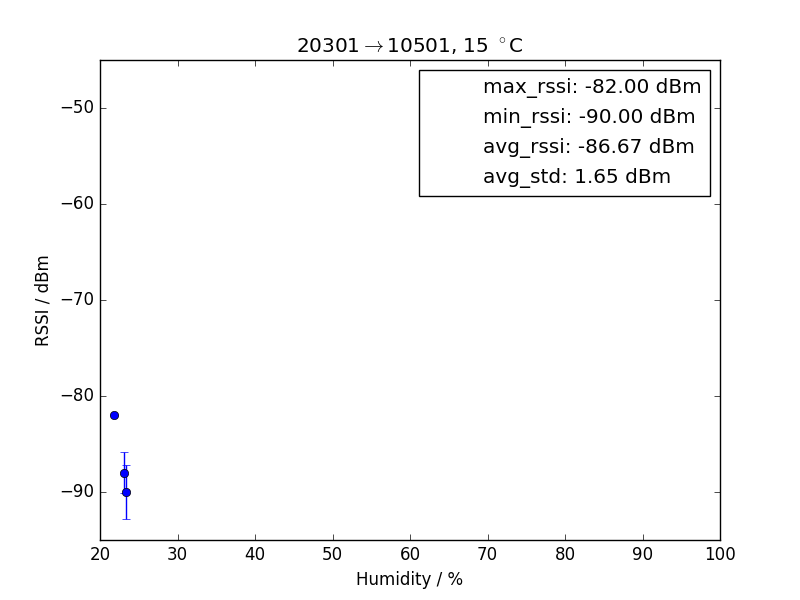 20301→10501, 15 °C
max_rssi: -82.00 dBm
min_rssi: -90.00 dBm
avg_rssi: -86.67 dBm
avg_std: 1.65 dBm
−50
−60
−70
−80
−90
RSSI / dBm
20 30 40 50 60 70 80 90 100
Humidity / %